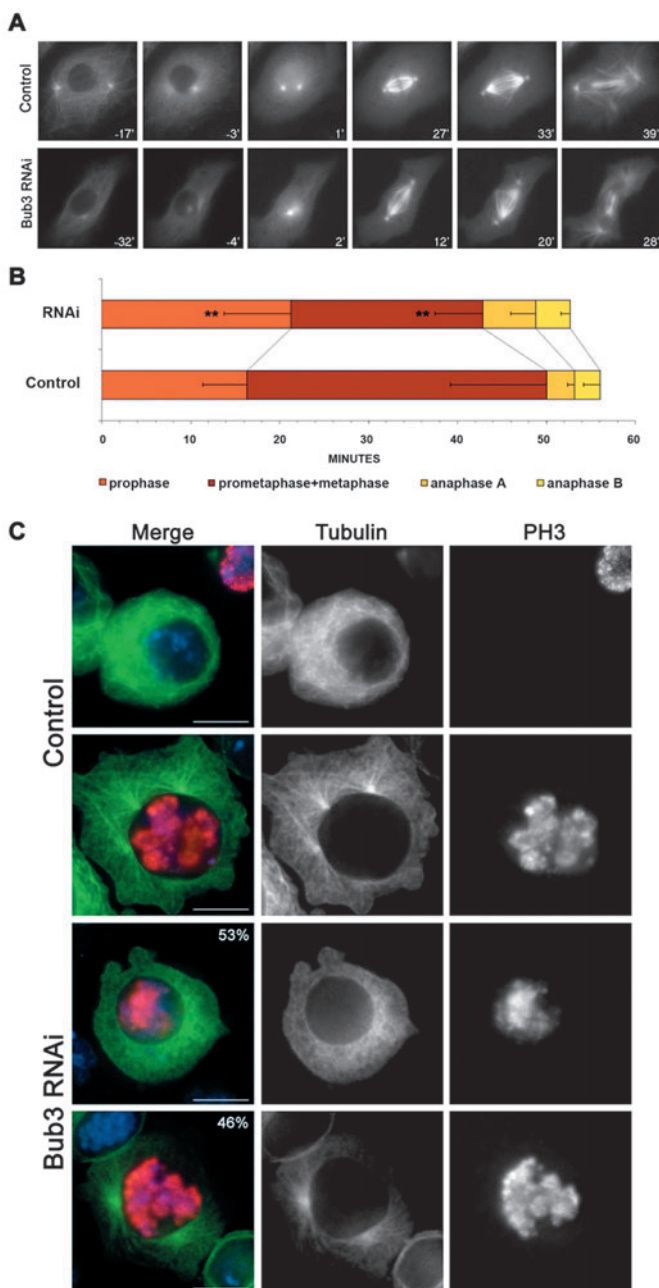 A
Control
-17'
-3'
1'
27'
33'
39'
Bub3 RNAi
-32'
-4'
2'
12'
20'
28'
B
RNAi
**
**
Control
0
10
20
30
40
50
60
MINUTES
prophase
prometaphase+metaphase
anaphase A
anaphase B
C
Merge
Tubulin
PH3
Control
Bub3 RNAi
53%
46%